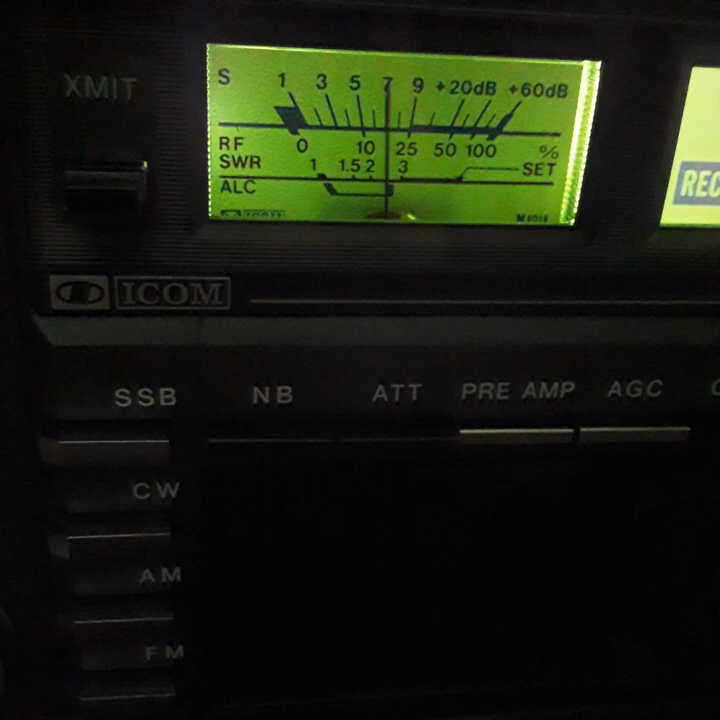 XMIT
S 1 3 5 7 9 +20dB +60dB
RF 0 10 25 50 100 %
SWR 1 1.5 2 3 SET
ALC
ICOM
REC
ICOM
SSB NB ATT PRE AMP AGC
CW
AM
FM